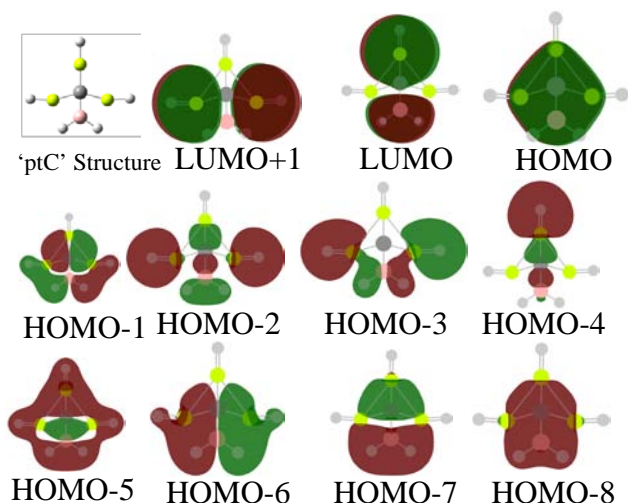 'ptC' Structure LUMO+1 LUMO HOMO
HOMO-1 HOMO-2 HOMO-3 HOMO-4
HOMO-5 HOMO-6 HOMO-7 HOMO-8